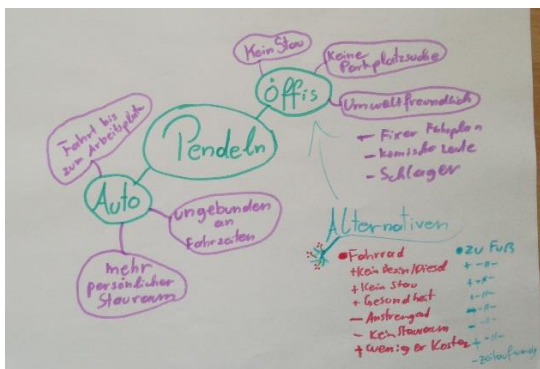 Kein Stau
Keine
Parkplatzsuche
Öffis
Umweltfreundlich
- Fixer Fahrplan
- komische Leute
- Schlager
Pendeln
Fahrt bis
zum Arbeitsplatz
Auto
ungebunden
an
Fahrzeiten
mehr
persönlicher
Stauraum
Alternativen
• Fahrrad
+ Kein Benzin/Diesel
+ Kein Stau
+ Gesundheit
- Anstrengend
- Kein Stauraum
+ weniger Kosten
• zu Fuß
+ -"-
+ -"-
+ -"-
- -"-
- -"-
+ -"-
- zeitaufwendig